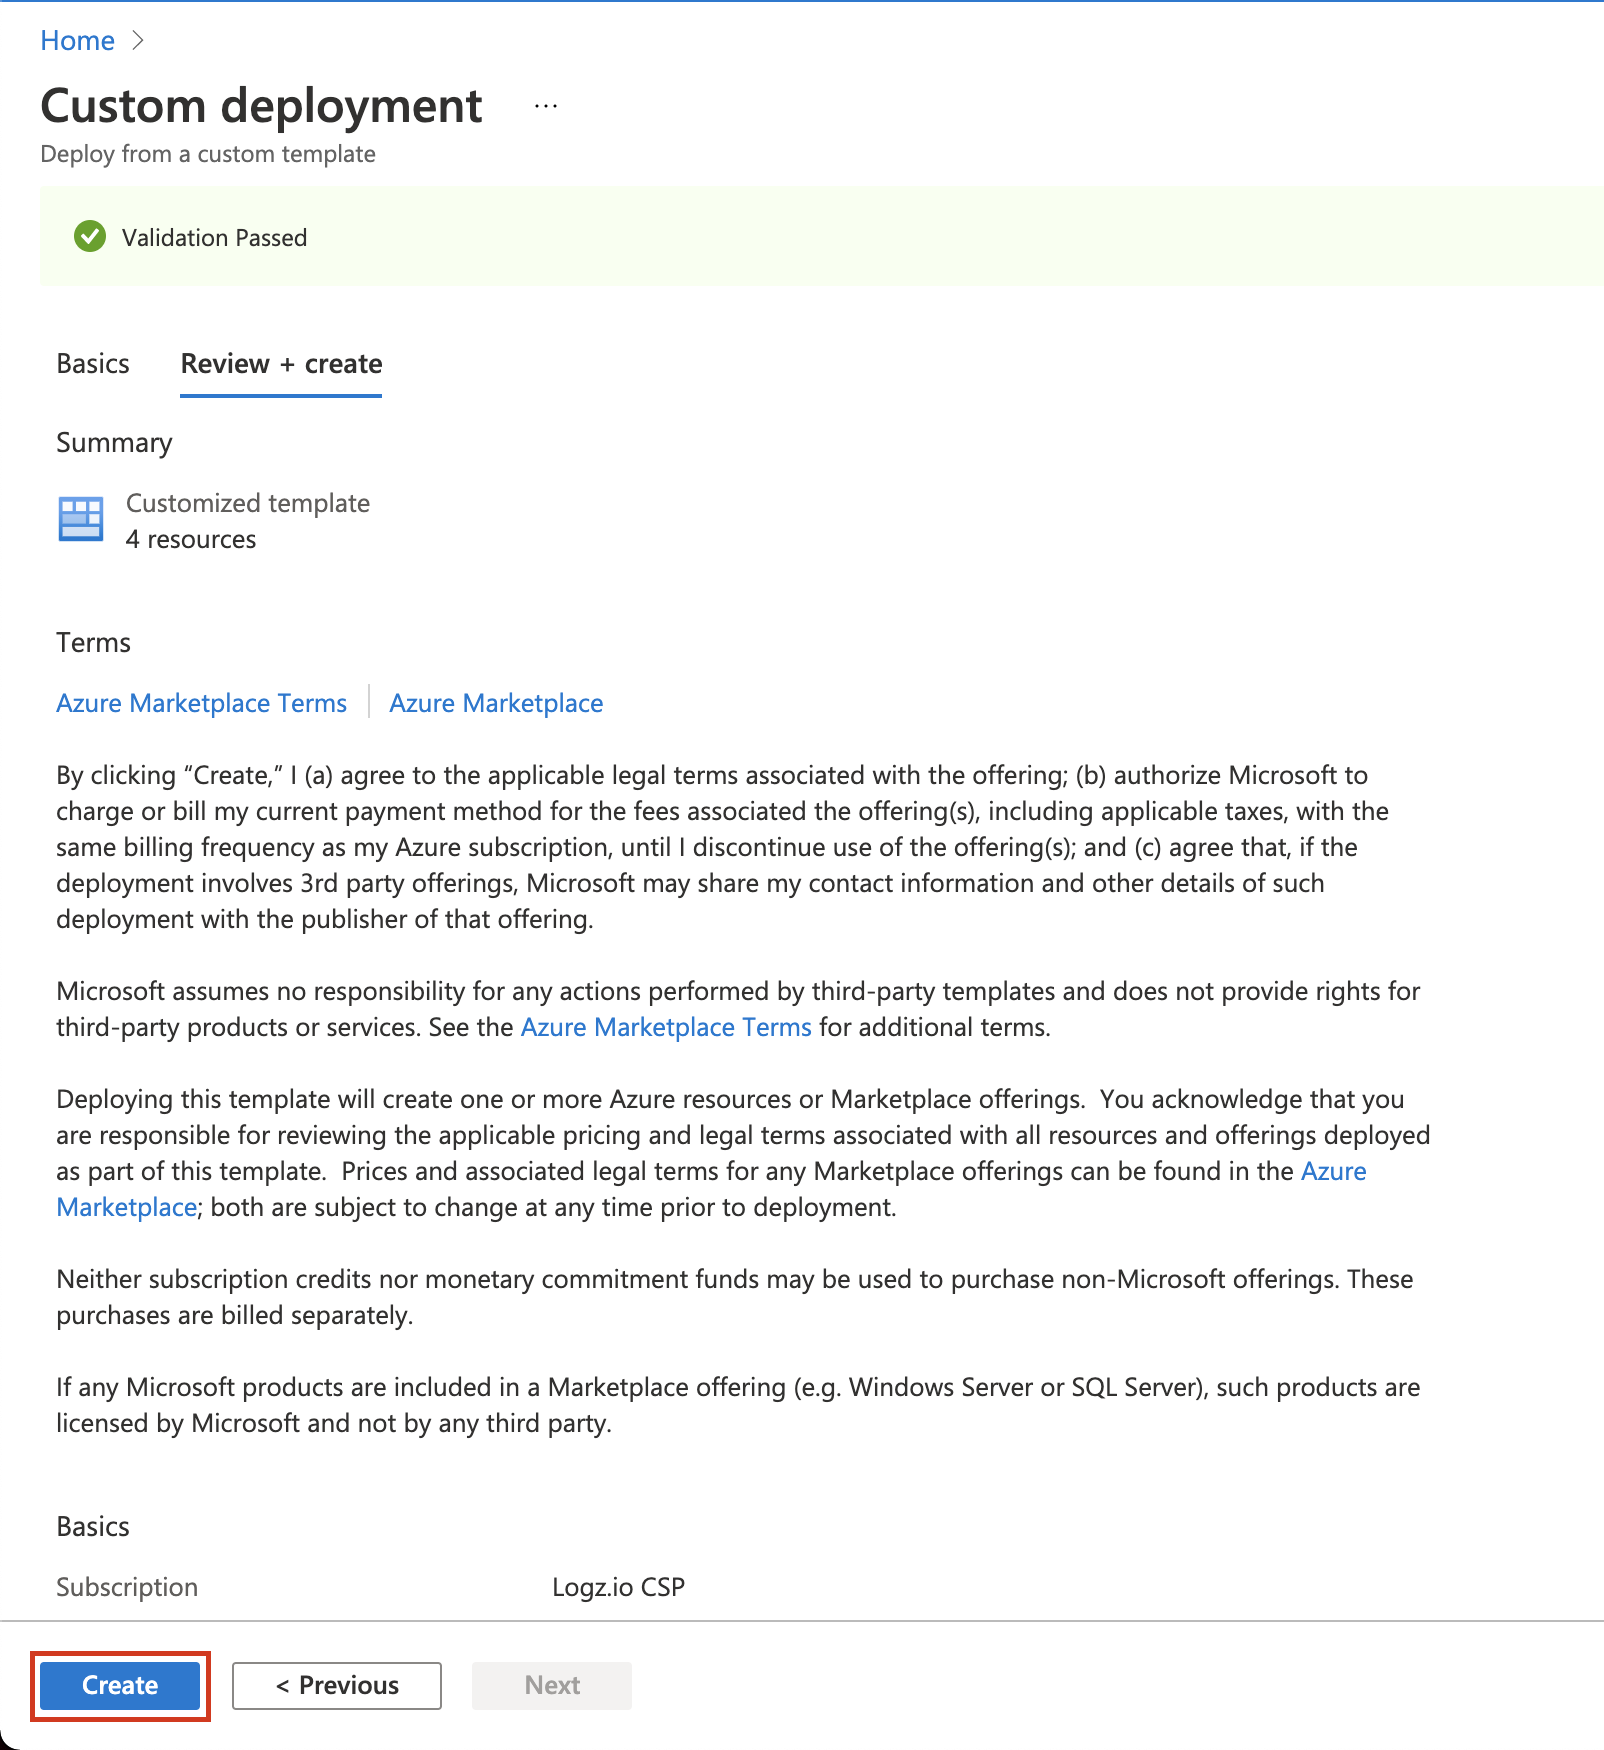 Home
Custom deployment ...
Deploy from a custom template
Validation Passed
Basics Review + create
Summary
Customized template
4 resources
Terms
Azure Marketplace Terms Azure Marketplace
By clicking “Create,” I (a) agree to the applicable legal terms associated with the offering; (b) authorize Microsoft to
charge or bill my current payment method for the fees associated the offering(s), including applicable taxes, with the
same billing frequency as my Azure subscription, until I discontinue use of the offering(s); and (c) agree that, if the
deployment involves 3rd party offerings, Microsoft may share my contact information and other details of such
deployment with the publisher of that offering.
Microsoft assumes no responsibility for any actions performed by third-party templates and does not provide rights for
third-party products or services. See the Azure Marketplace Terms for additional terms.
Deploying this template will create one or more Azure resources or Marketplace offerings.  You acknowledge that you
are responsible for reviewing the applicable pricing and legal terms associated with all resources and offerings deployed
as part of this template.  Prices and associated legal terms for any Marketplace offerings can be found in the Azure
Marketplace; both are subject to change at any time prior to deployment.
Neither subscription credits nor monetary commitment funds may be used to purchase non-Microsoft offerings. These
purchases are billed separately.
If any Microsoft products are included in a Marketplace offering (e.g. Windows Server or SQL Server), such products are
licensed by Microsoft and not by any third party.
Basics
Subscription Logz.io CSP
Create < Previous Next